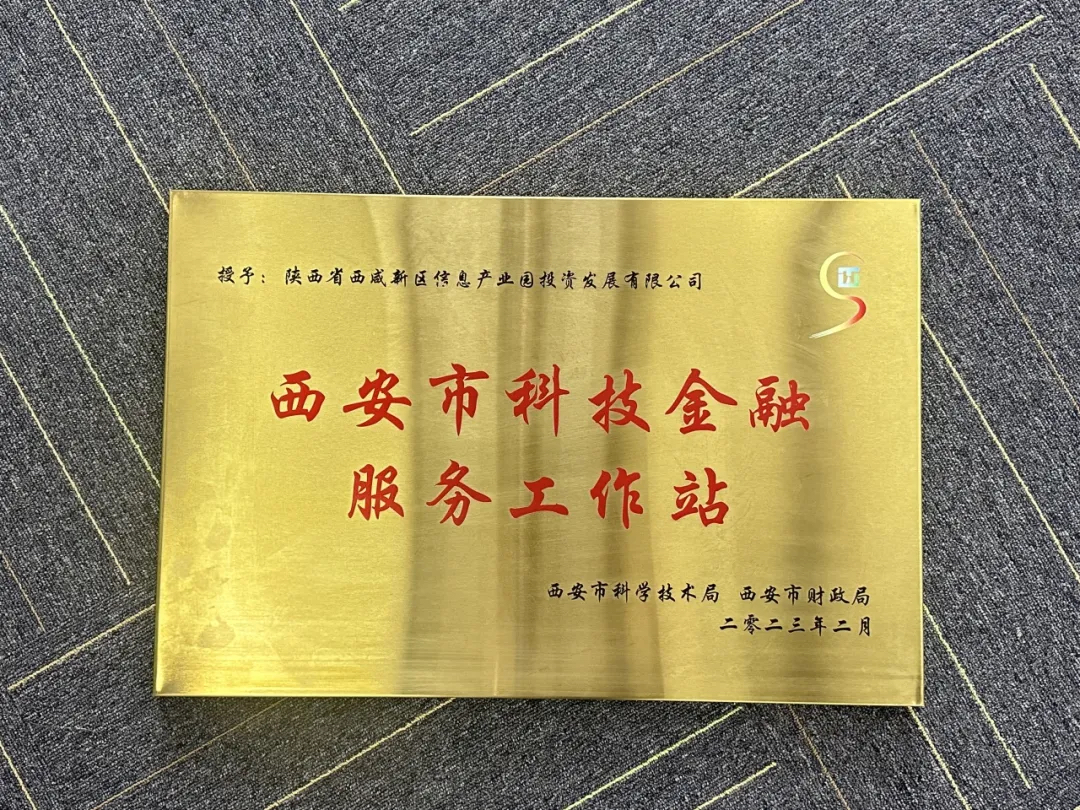 授予：陕西省西咸新区信息产业园投资发展有限公司
西安市科技金融
服务工作站
西安市科学技术局 西安市财政局
二零二三年二月